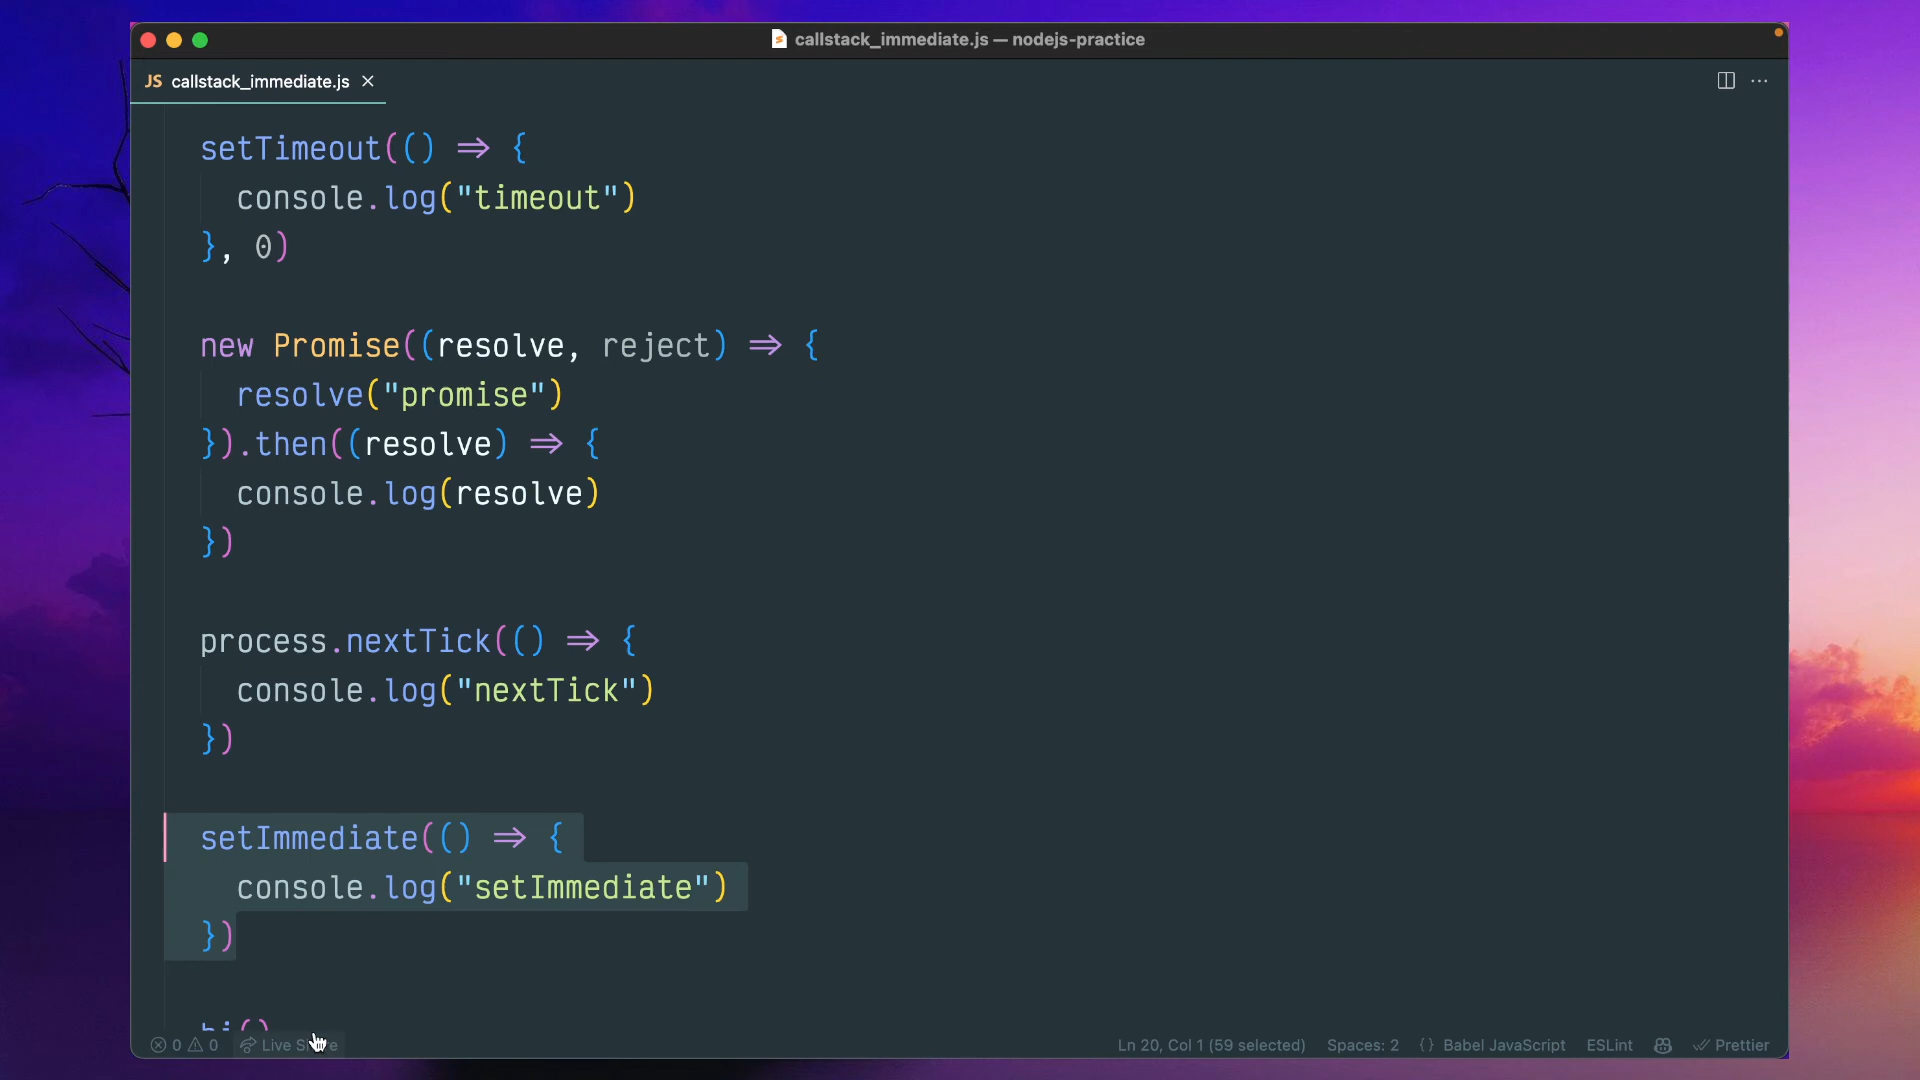 callstack_immediate.js — nodejs-practice
JS callstack_immediate.js
setTimeout(() => {
console.log("timeout")
}, 0)
new Promise((resolve, reject) => {
resolve("promise")
}).then((resolve) => {
console.log(resolve)
})
process.nextTick(() => {
console.log("nextTick")
})
setImmediate(() => {
console.log("setImmediate")
})
0 0 Live Ln 20, Col 1 (59 selected) Spaces: 2 {} Babel JavaScript ESLint Prettier